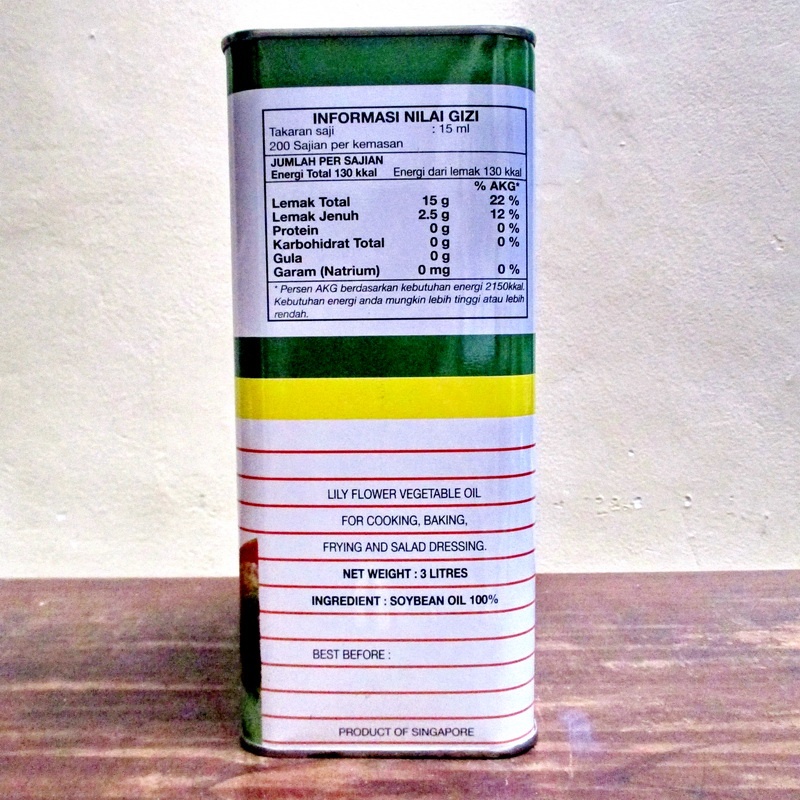 INFORMASI NILAI GIZI
Takaran saji : 15 ml
200 Sajian per kemasan
JUMLAH PER SAJIAN
Energi Total 130 kkal Energi dari lemak 130 kkal
% AKG*
Lemak Total 15 g 22 %
Lemak Jenuh 2.5 g 12 %
Protein 0 g 0 %
Karbohidrat Total 0 g 0 %
Gula 0 g
Garam (Natrium) 0 mg 0 %
* Persen AKG berdasarkan kebutuhan energi 2150kkal.
Kebutuhan energi anda mungkin lebih tinggi atau lebih
rendah.
LILY FLOWER VEGETABLE OIL
FOR COOKING, BAKING,
FRYING AND SALAD DRESSING.
NET WEIGHT : 3 LITRES
INGREDIENT : SOYBEAN OIL 100%
BEST BEFORE :
PRODUCT OF SINGAPORE